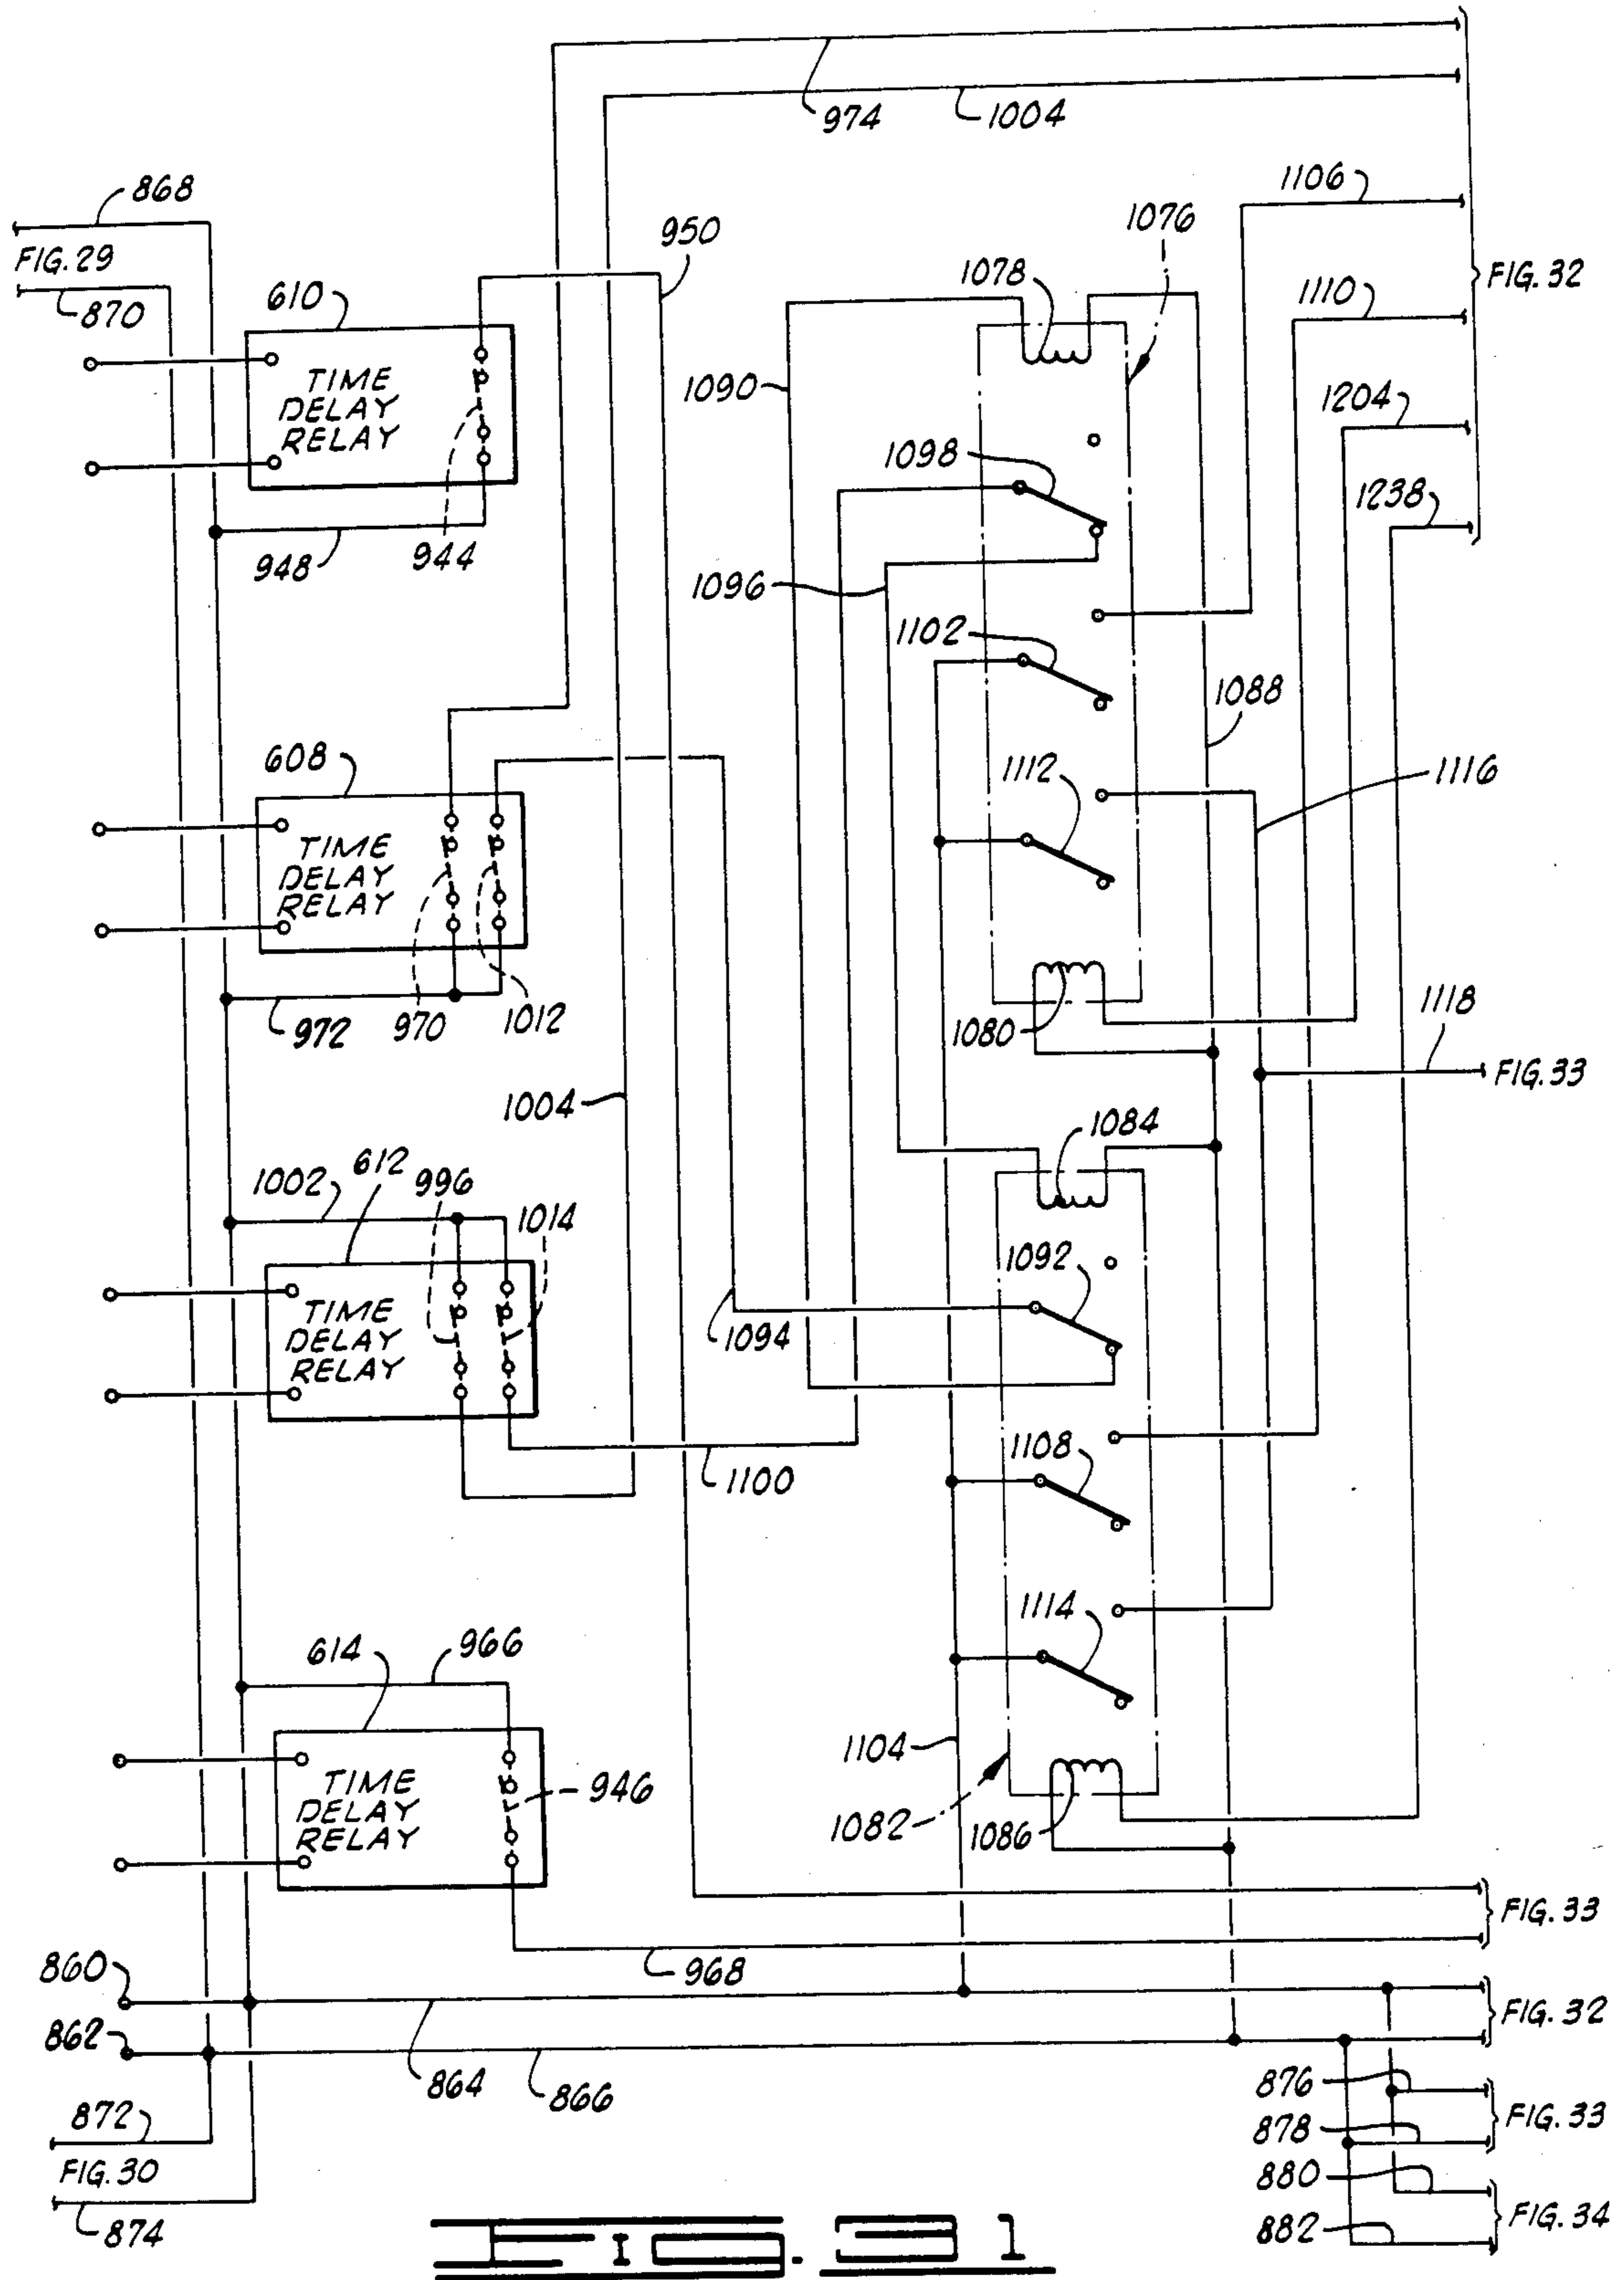 974
1004
868
FIG. 29
870
950
1106
1076
1078
FIG. 32
1110
610
TIME
DELAY
RELAY
1090
1204
1098
1238
948
944
1096
1102
1088
608
1112
1116
TIME
DELAY
RELAY
972
970
1012
1080
1118
FIG. 33
1004
1084
1002
612
996
1014
1092
TIME
DELAY
RELAY
1094
1108
1100
1114
614
966
1104
TIME
DELAY
RELAY
946
1082
1086
FIG. 33
968
860
862
FIG. 32
864
866
876
872
878
FIG. 33
FIG. 30
880
874
882
FIG. 34
FIG. 31